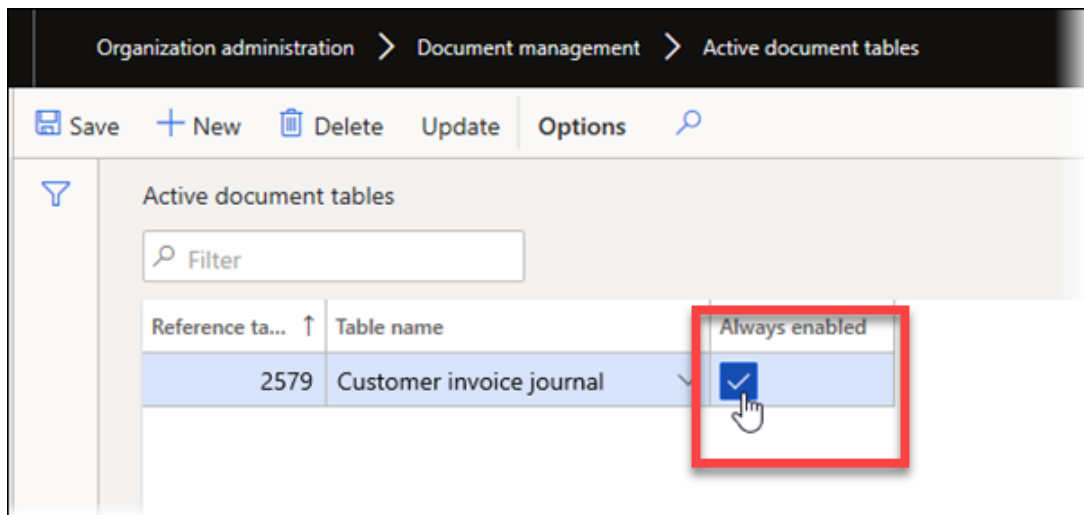 Organization administration > Document management > Active document tables
Save + New Delete Update Options
Active document tables
Filter
Reference ta... ↑ Table name Always enabled
2579 Customer invoice journal